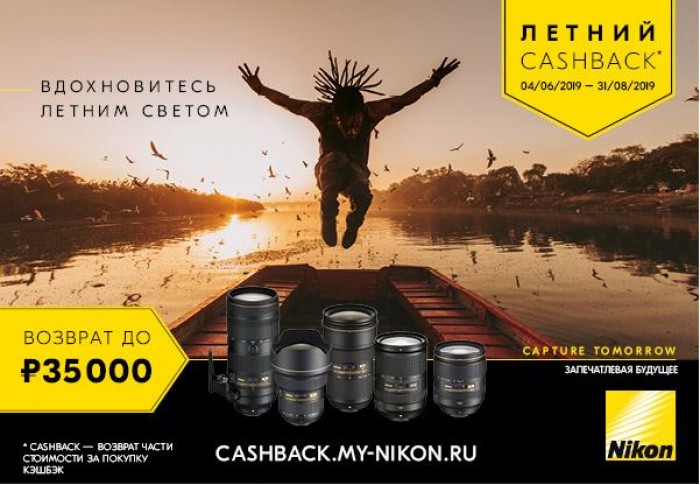 ЛЕТНИЙ
CASHBACK*
04/06/2019 — 31/08/2019
ВДОХНОВИТЕСЬ
ЛЕТНИМ СВЕТОМ
ВОЗВРАТ ДО
₽35000
CAPTURE TOMORROW
ЗАПЕЧАТЛЕВАЯ БУДУЩЕЕ
* CASHBACK — ВОЗВРАТ ЧАСТИ
СТОИМОСТИ ЗА ПОКУПКУ
КЭШБЭК
CASHBACK.MY-NIKON.RU
Nikon